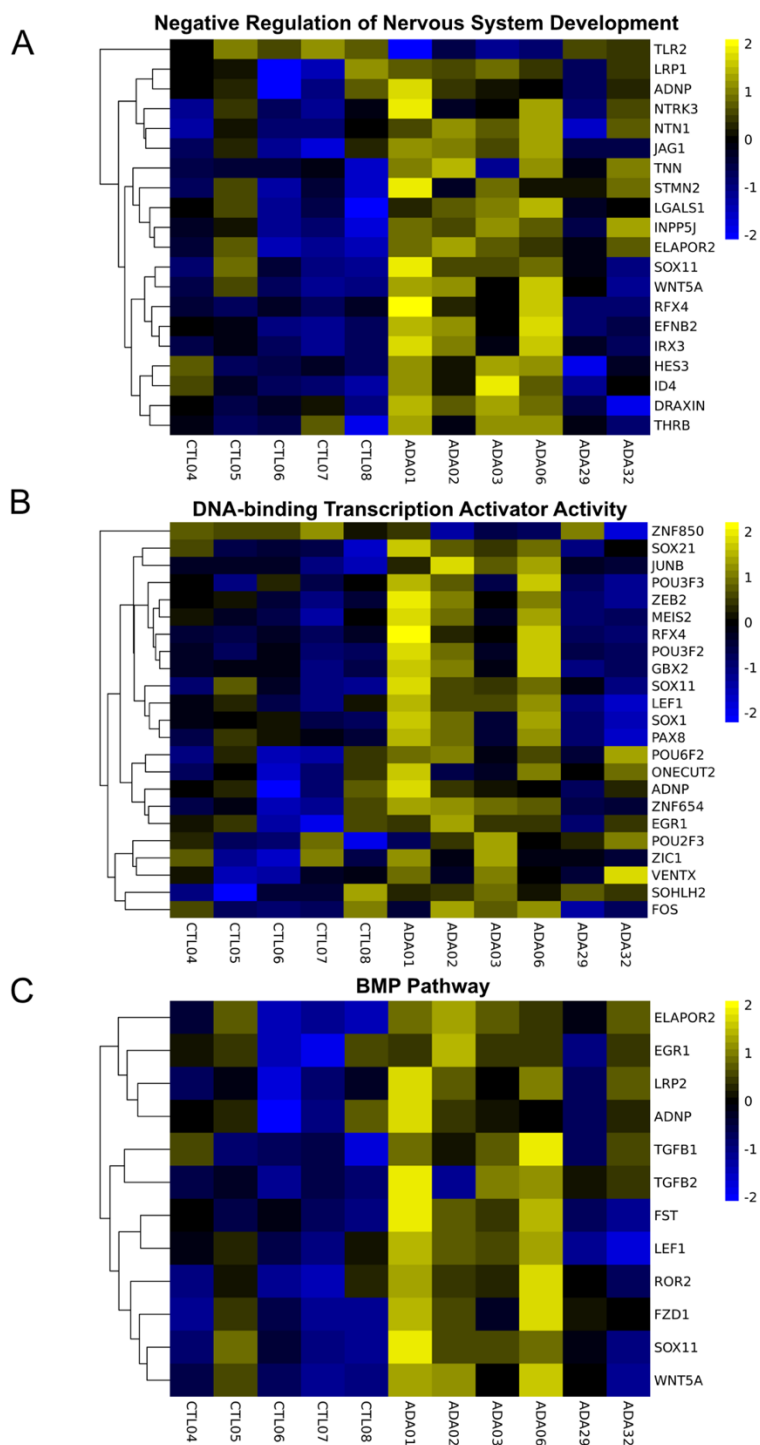 A
Negative Regulation of Nervous System Development
TLR2
LRP1
ADNP
NTRK3
NTN1
JAG1
TNN
STMN2
LGALS1
INPP5J
ELAPOR2
SOX11
WNT5A
RFX4
EFNB2
IRX3
HES3
ID4
DRAXIN
THRB
2
1
0
-1
-2
CTL04
CTL05
CTL06
CTL07
CTL08
ADA01
ADA02
ADA03
ADA06
ADA29
ADA32
B
DNA-binding Transcription Activator Activity
ZNF850
SOX21
JUNB
POU3F3
ZEB2
MEIS2
RFX4
POU3F2
GBX2
SOX11
LEF1
SOX1
PAX8
POU6F2
ONECUT2
ADNP
ZNF654
EGR1
POU2F3
ZIC1
VENTX
SOHLH2
FOS
2
1
0
-1
-2
CTL04
CTL05
CTL06
CTL07
CTL08
ADA01
ADA02
ADA03
ADA06
ADA29
ADA32
C
BMP Pathway
ELAPOR2
EGR1
LRP2
ADNP
TGFB1
TGFB2
FST
LEF1
ROR2
FZD1
SOX11
WNT5A
2
1
0
-1
-2
CTL04
CTL05
CTL06
CTL07
CTL08
ADA01
ADA02
ADA03
ADA06
ADA29
ADA32